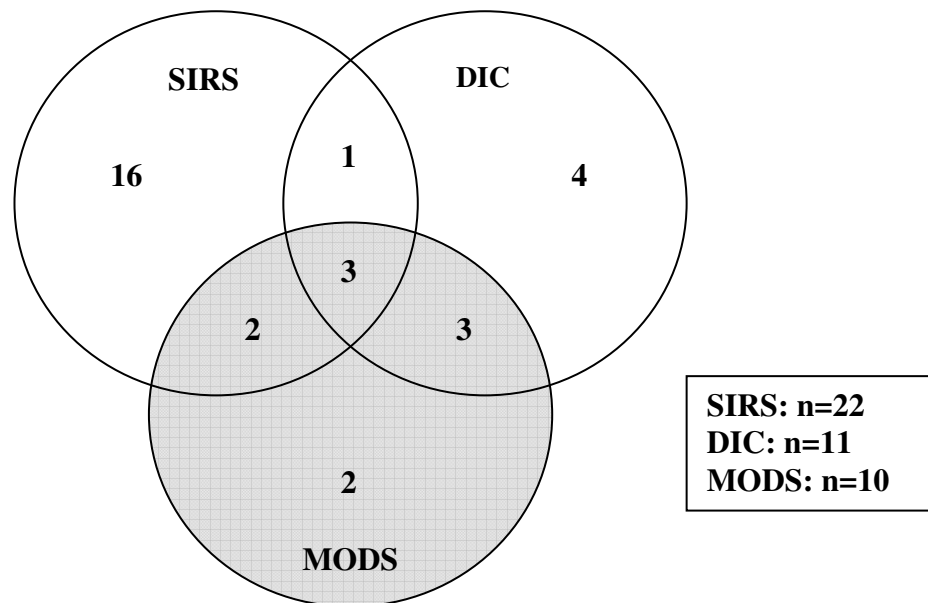 SIRS
DIC
16
1
4
3
2
3
2
MODS
SIRS: n=22
DIC: n=11
MODS: n=10